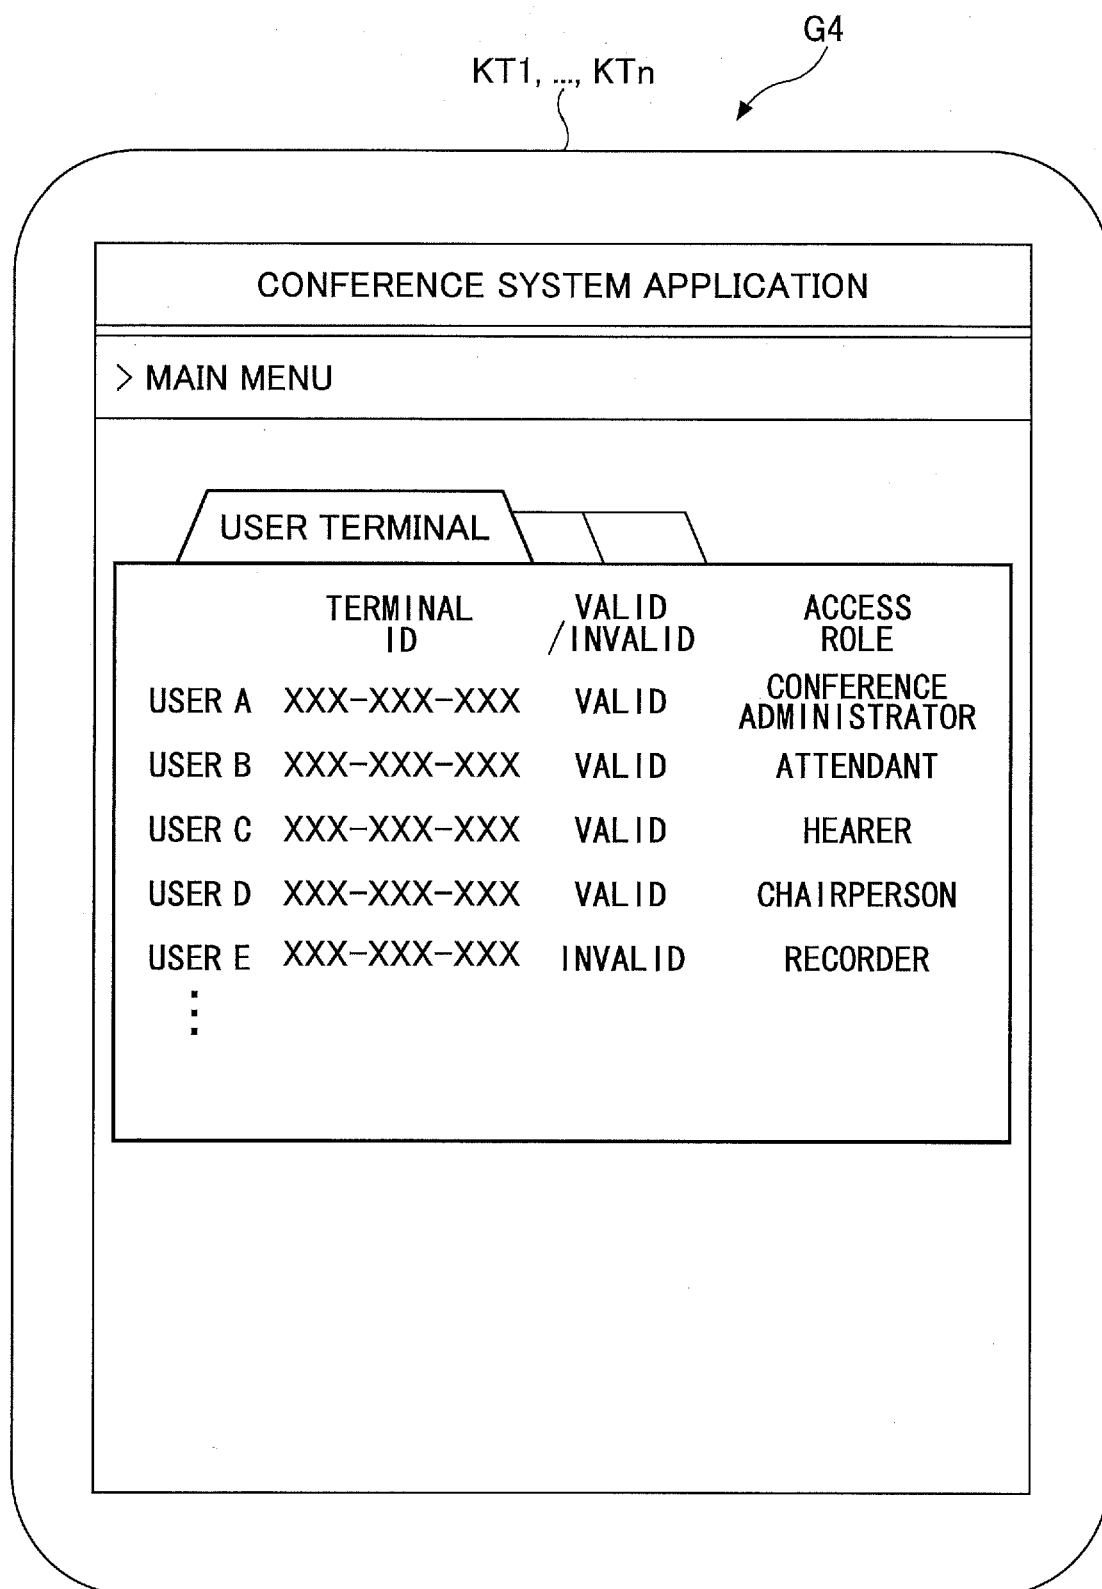 G4
KT1, ..., KTn
CONFERENCE SYSTEM APPLICATION
> MAIN MENU
USER TERMINAL
TERMINAL ID VALID /INVALID ACCESS ROLE
USER A XXX-XXX-XXX VALID CONFERENCE ADMINISTRATOR
USER B XXX-XXX-XXX VALID ATTENDANT
USER C XXX-XXX-XXX VALID HEARER
USER D XXX-XXX-XXX VALID CHAIRPERSON
USER E XXX-XXX-XXX INVALID RECORDER
⋮